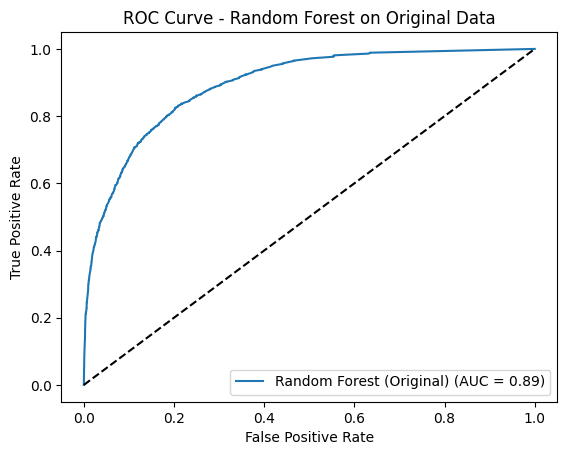 ROC Curve - Random Forest on Original Data
True Positive Rate
1.0
0.8
0.6
0.4
0.2
0.0
Random Forest (Original) (AUC = 0.89)
0.0 0.2 0.4 0.6 0.8 1.0
False Positive Rate